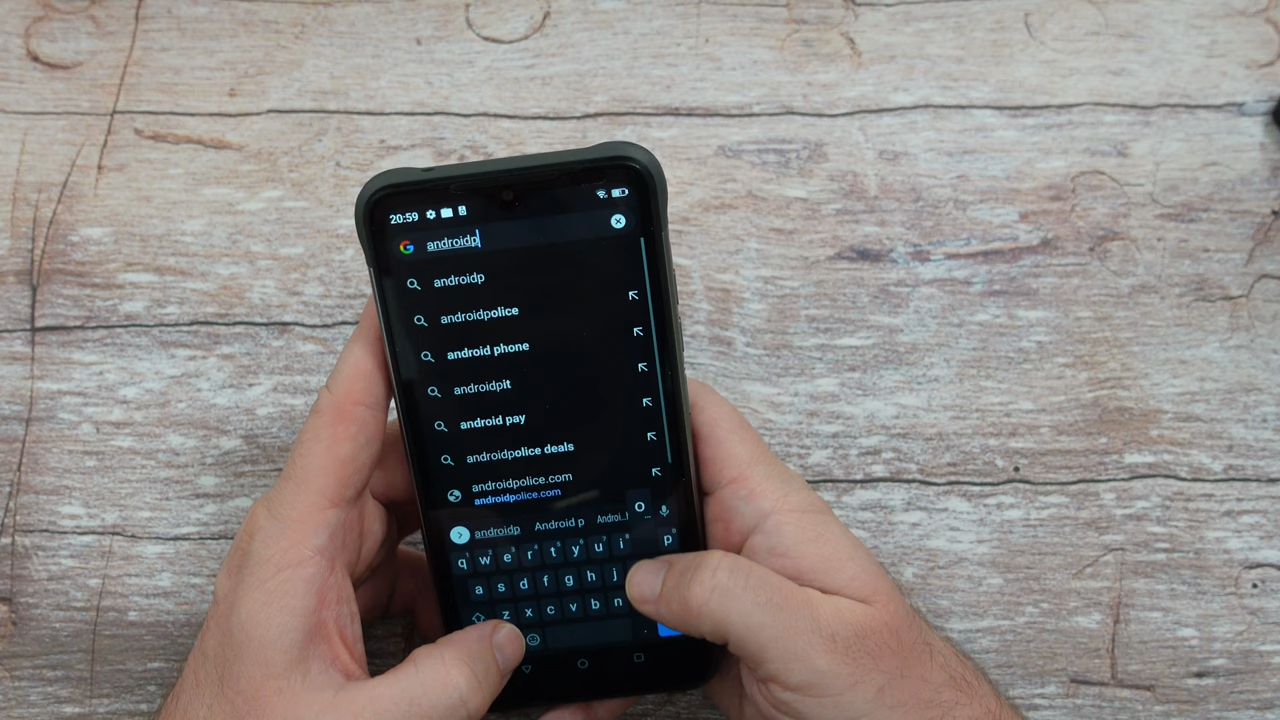 20:59
androidp
androidp
androidpolice
android phone
androidpit
android pay
androidpolice deals
androidpolice.com
androidpolice.com
androidp Android p
q w e r t y u i O p
a s d f g h j
z x c v b n